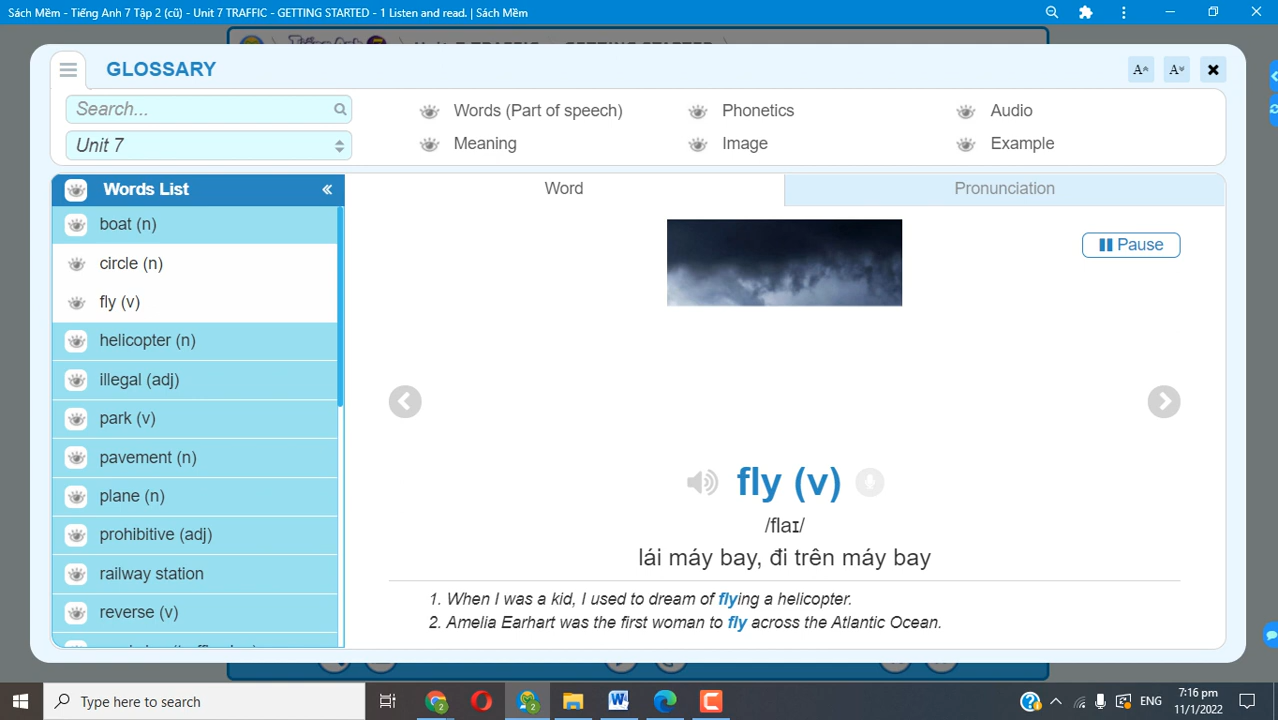 Sách Mềm - Tiếng Anh 7 Tập 2 (cũ) - Unit 7 TRAFFIC - GETTING STARTED - 1 Listen and read. | Sách Mềm
GLOSSARY
A A
Search...
Unit 7
Words (Part of speech)
Phonetics
Audio
Meaning
Image
Example
Words List
Word
Pronunciation
boat (n)
circle (n)
fly (v)
helicopter (n)
illegal (adj)
park (v)
pavement (n)
plane (n)
prohibitive (adj)
railway station
reverse (v)
Pause
fly (v)
/flaɪ/
lái máy bay, đi trên máy bay
1. When I was a kid, I used to dream of flying a helicopter.
2. Amelia Earhart was the first woman to fly across the Atlantic Ocean.
Type here to search
ENG
7:16 pm
11/1/2022